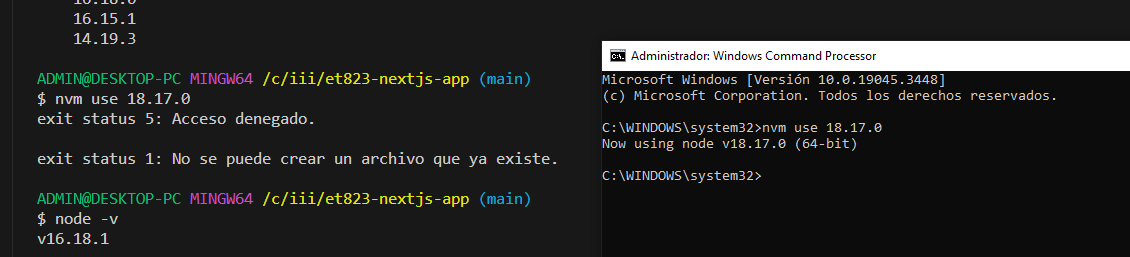 16.15.1
14.19.3
ADMIN@DESKTOP-PC MINGW64 /c/iii/et823-nextjs-app (main)
$ nvm use 18.17.0
exit status 5: Acceso denegado.
exit status 1: No se puede crear un archivo que ya existe.
ADMIN@DESKTOP-PC MINGW64 /c/iii/et823-nextjs-app (main)
$ node -v
v16.18.1
Administrador: Windows Command Processor
Microsoft Windows [Versión 10.0.19045.3448]
(c) Microsoft Corporation. Todos los derechos reservados.
C:\WINDOWS\system32>nvm use 18.17.0
Now using node v18.17.0 (64-bit)
C:\WINDOWS\system32>